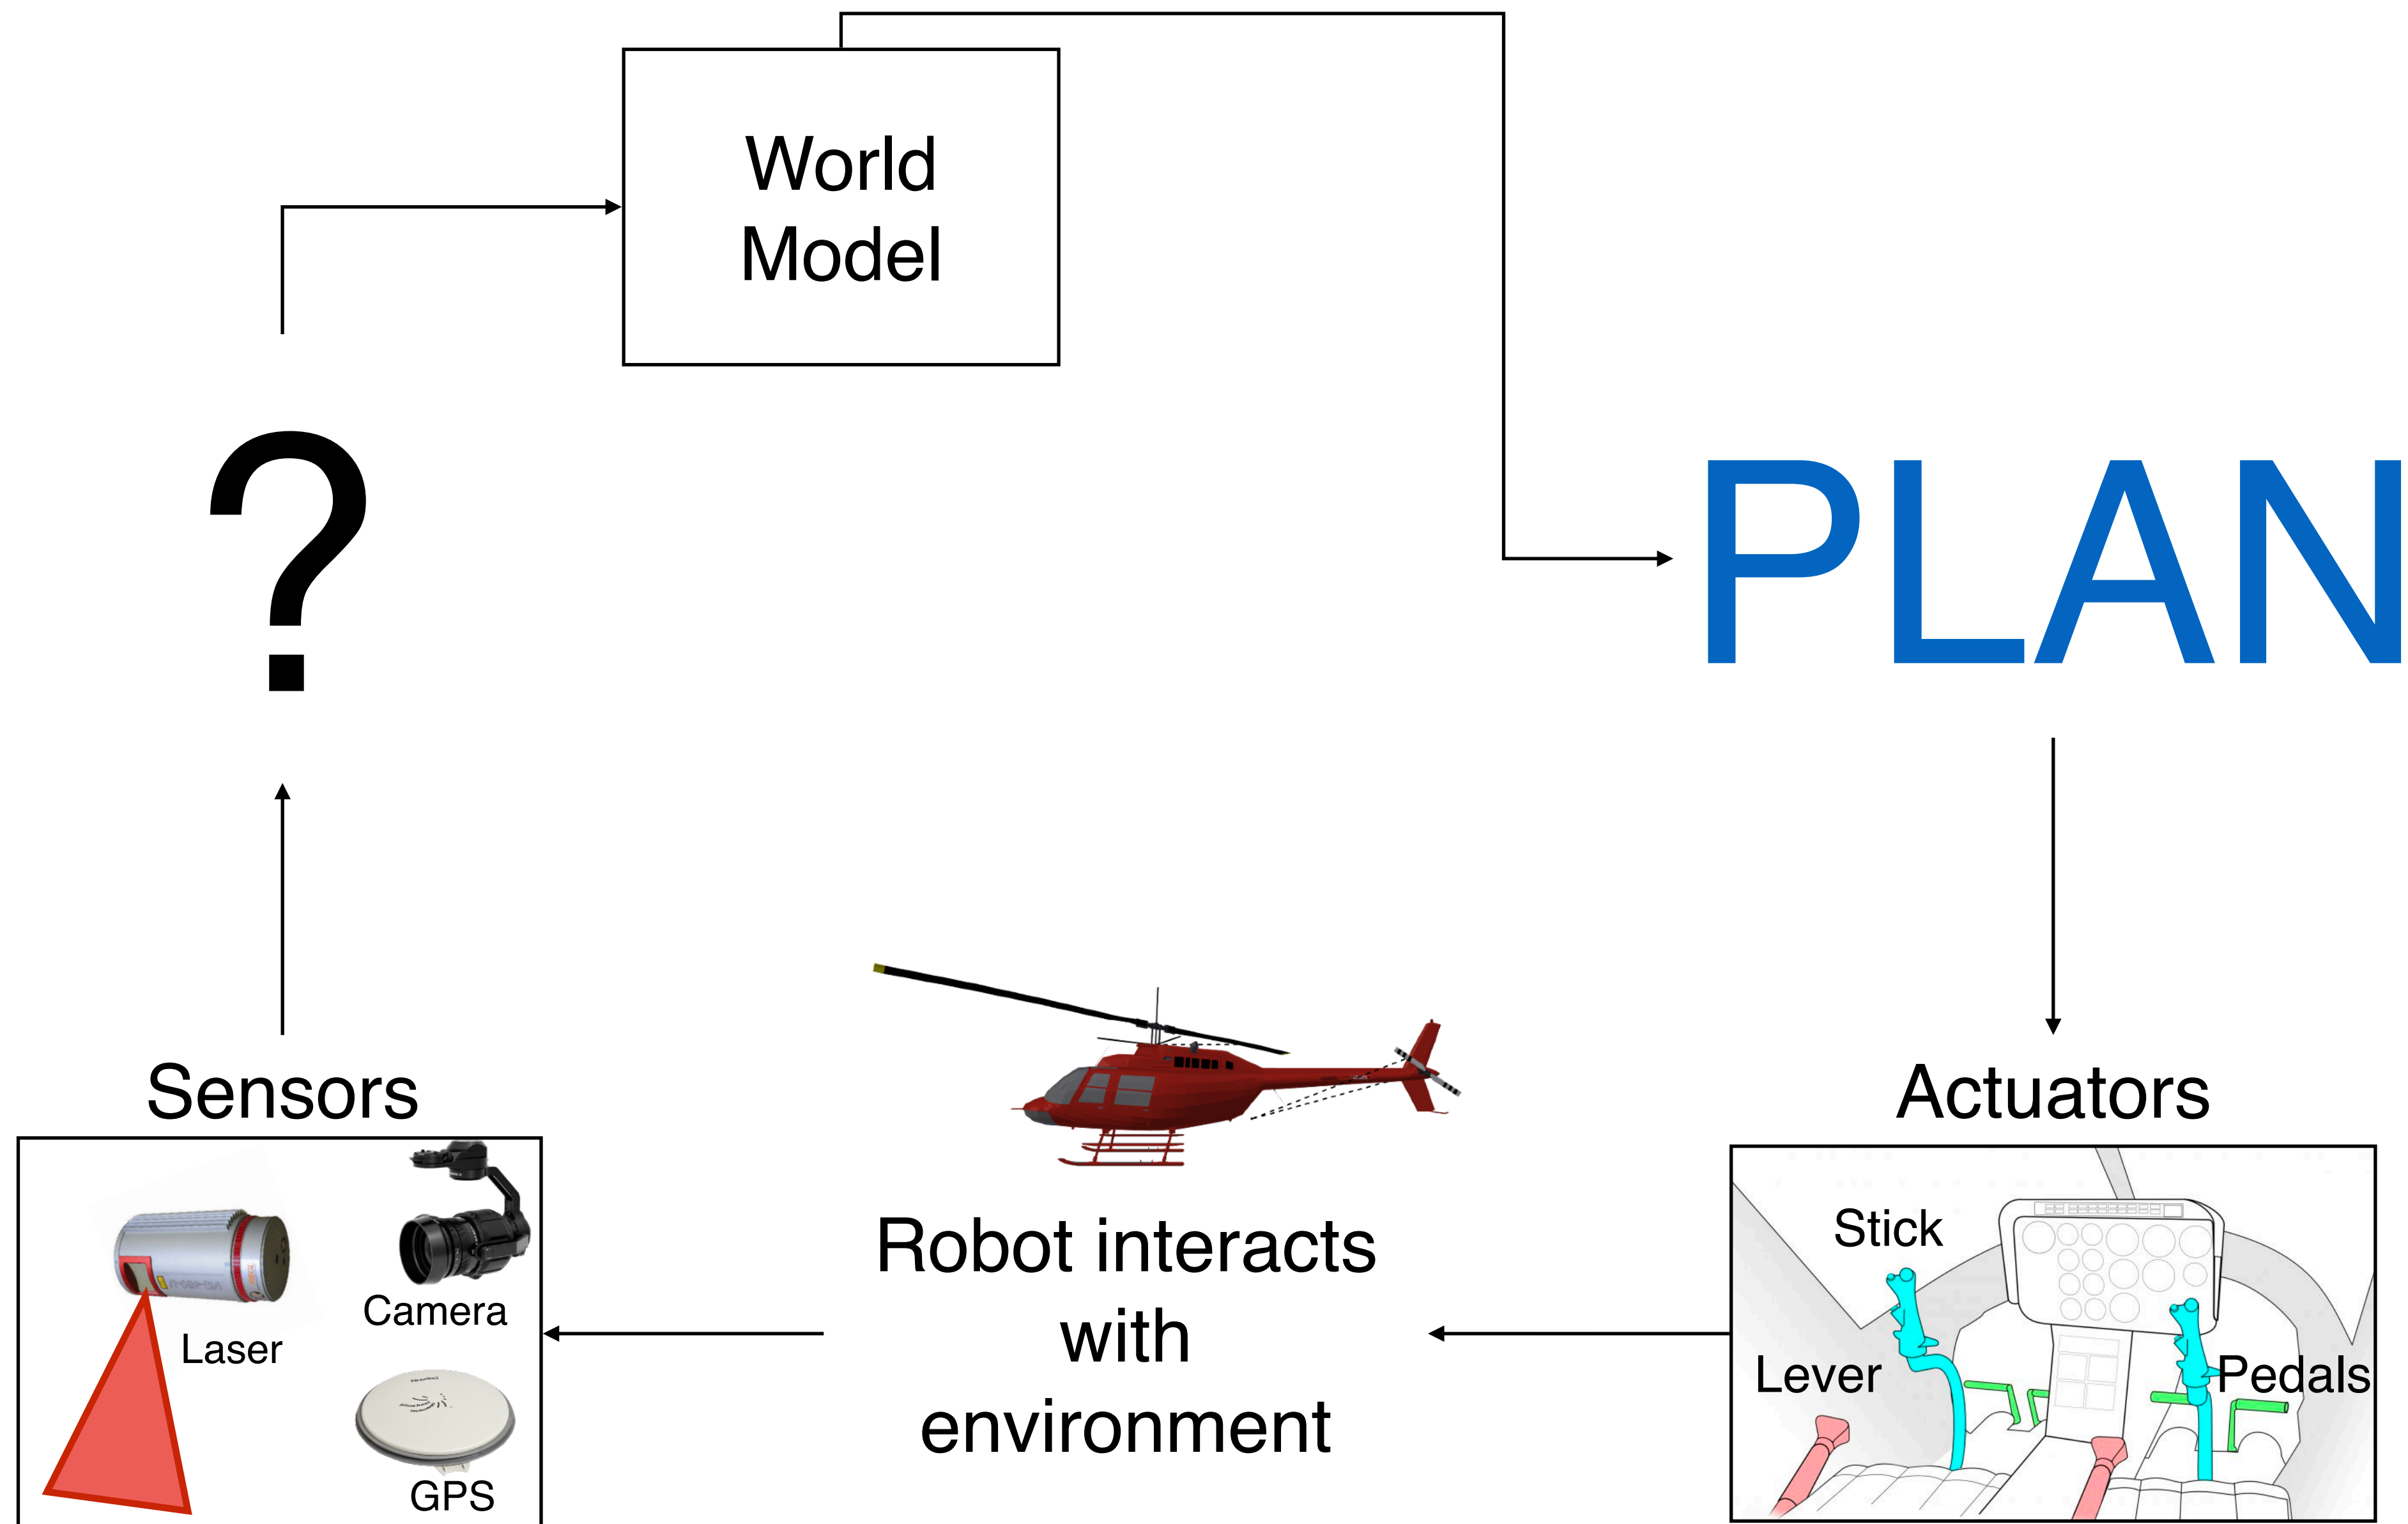 World
Model
?
PLAN
Sensors
Actuators
Camera
Laser
GPS
Robot interacts
with
environment
Stick
Lever
Pedals